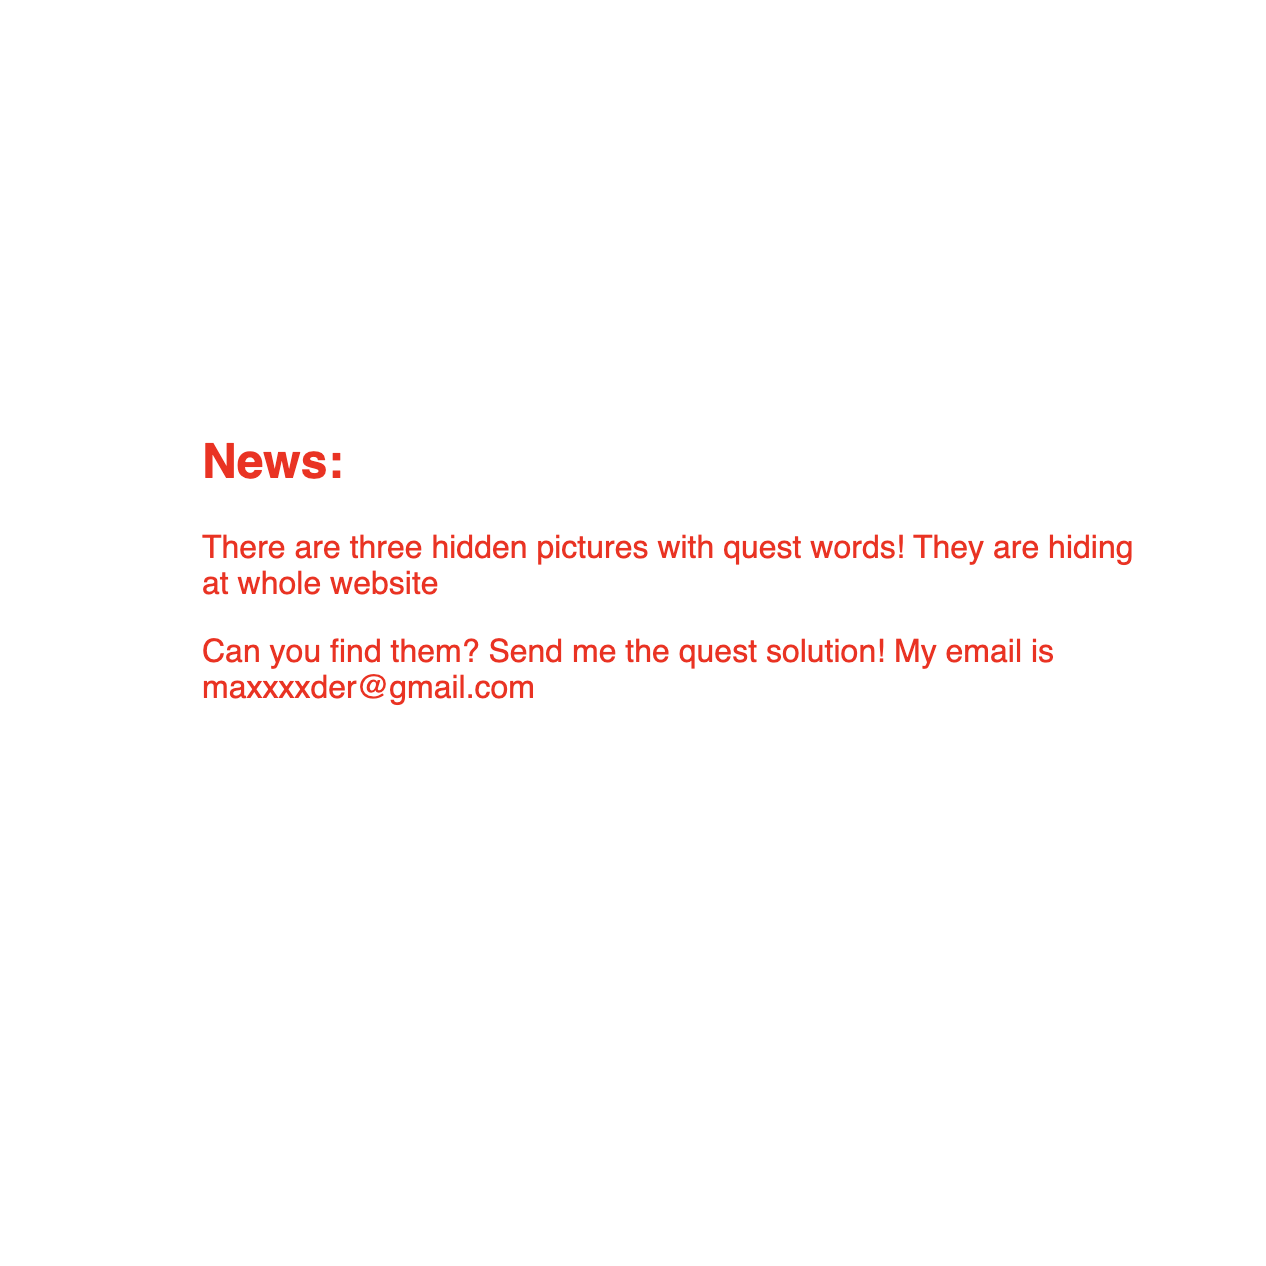 News:
There are three hidden pictures with quest words! They are hiding
at whole website
Can you find them? Send me the quest solution! My email is
maxxxxder@gmail.com